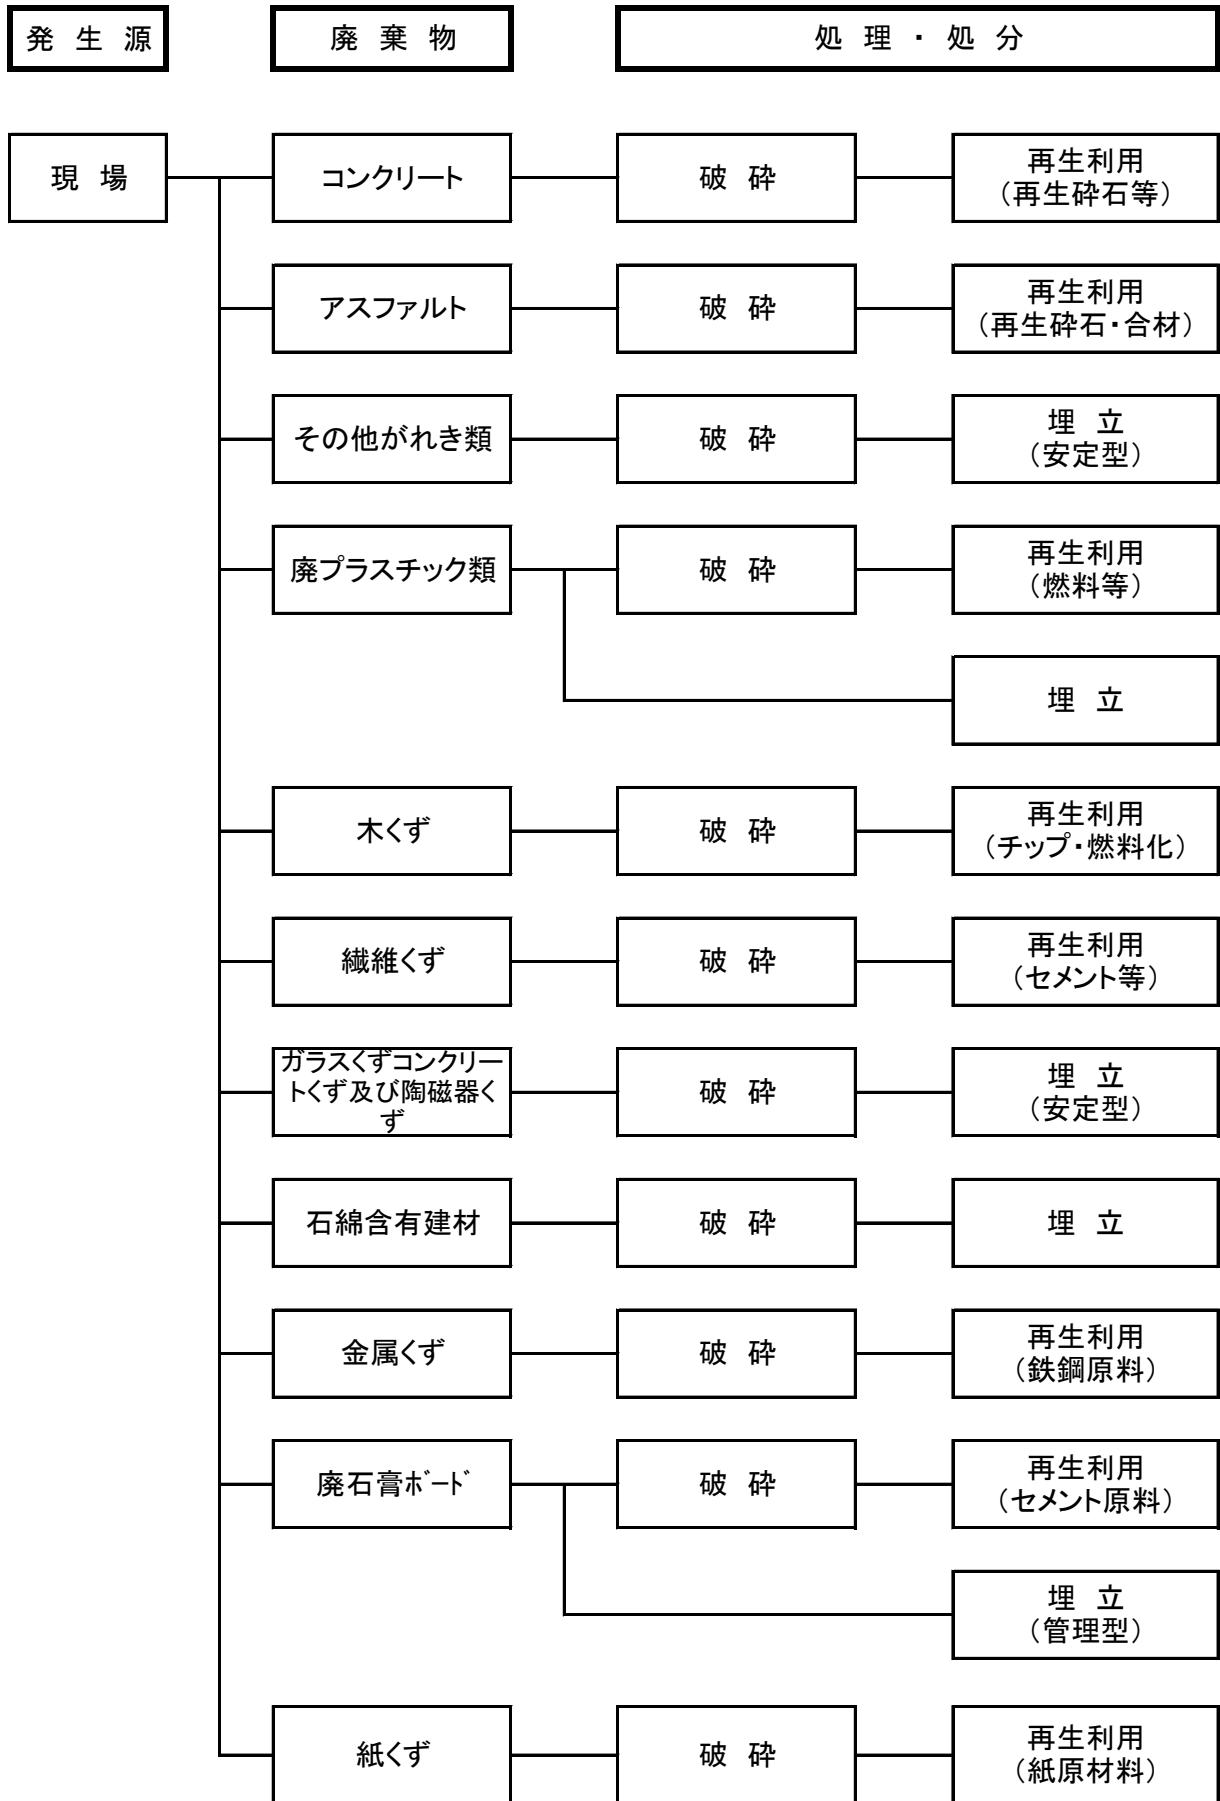 発 生 源
廃 棄 物
処 理 ・ 処 分
現 場
コンクリート
破 砕
再生利用
（再生砕石等）
アスファルト
破 砕
再生利用
（再生砕石・合材）
その他がれき類
破 砕
埋 立
（安定型）
廃プラスチック類
破 砕
再生利用
（燃料等）
埋 立
木くず
破 砕
再生利用
（チップ・燃料化）
繊維くず
破 砕
再生利用
（セメント等）
ガラスくずコンクリー
トくず及び陶磁器く
ず
破 砕
埋 立
（安定型）
石綿含有建材
破 砕
埋 立
金属くず
破 砕
再生利用
（鉄鋼原料）
廃石膏ﾎﾞｰﾄﾞ
破 砕
再生利用
（セメント原料）
埋 立
（管理型）
紙くず
破 砕
再生利用
（紙原材料）